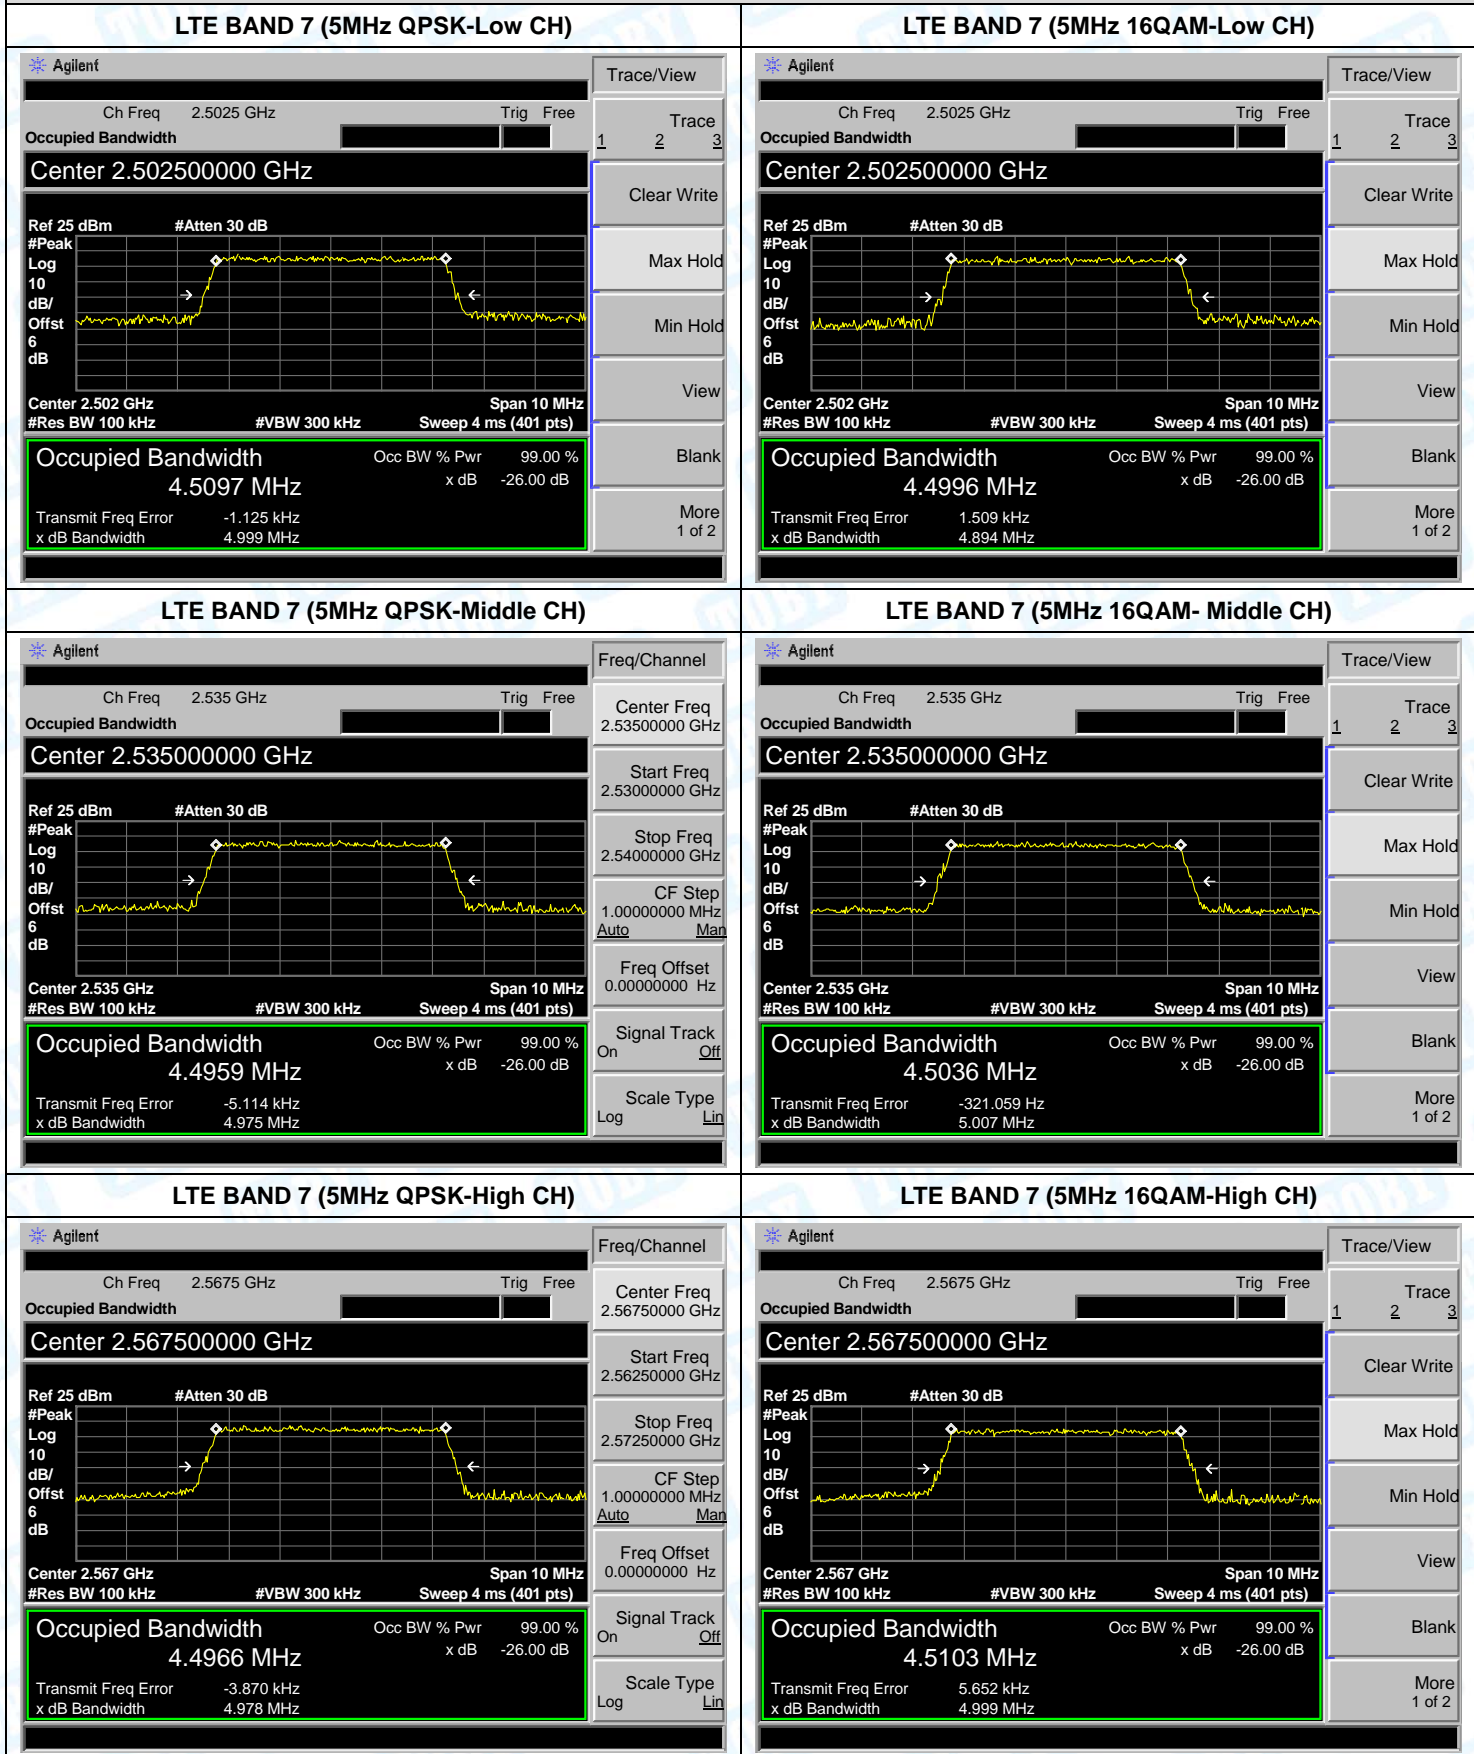 LTE BAND 7 (5MHz QPSK-Low CH)
LTE BAND 7 (5MHz 16QAM-Low CH)
Agilent
Trace/View
Ch Freq 2.5025 GHz Trig Free
Occupied Bandwidth
Trace
1 2 3
Center 2.502500000 GHz
Clear Write
Ref 25 dBm #Atten 30 dB
#Peak
Log
10
dB/
Offst
6
dB
Max Hold
Min Hold
View
Center 2.502 GHz Span 10 MHz
#Res BW 100 kHz #VBW 300 kHz Sweep 4 ms (401 pts)
Occupied Bandwidth Occ BW % Pwr 99.00 %
4.5097 MHz x dB -26.00 dB
Blank
Transmit Freq Error -1.125 kHz
x dB Bandwidth 4.999 MHz
More
1 of 2
Agilent
Trace/View
Ch Freq 2.5025 GHz Trig Free
Occupied Bandwidth
Trace
1 2 3
Center 2.502500000 GHz
Clear Write
Ref 25 dBm #Atten 30 dB
#Peak
Log
10
dB/
Offst
6
dB
Max Hold
Min Hold
View
Center 2.502 GHz Span 10 MHz
#Res BW 100 kHz #VBW 300 kHz Sweep 4 ms (401 pts)
Occupied Bandwidth Occ BW % Pwr 99.00 %
4.4996 MHz x dB -26.00 dB
Blank
Transmit Freq Error 1.509 kHz
x dB Bandwidth 4.894 MHz
More
1 of 2
LTE BAND 7 (5MHz QPSK-Middle CH)
LTE BAND 7 (5MHz 16QAM- Middle CH)
Agilent
Freq/Channel
Ch Freq 2.535 GHz Trig Free
Occupied Bandwidth
Center Freq
2.53500000 GHz
Center 2.535000000 GHz
Start Freq
2.53000000 GHz
Ref 25 dBm #Atten 30 dB
#Peak
Log
10
dB/
Offst
6
dB
Stop Freq
2.54000000 GHz
CF Step
1.00000000 MHz
Auto Man
Freq Offset
0.00000000 Hz
Center 2.535 GHz Span 10 MHz
#Res BW 100 kHz #VBW 300 kHz Sweep 4 ms (401 pts)
Occupied Bandwidth Occ BW % Pwr 99.00 %
4.4959 MHz x dB -26.00 dB
Signal Track
On Off
Transmit Freq Error -5.114 kHz
x dB Bandwidth 4.975 MHz
Scale Type
Log Lin
Agilent
Trace/View
Ch Freq 2.535 GHz Trig Free
Occupied Bandwidth
Trace
1 2 3
Center 2.535000000 GHz
Clear Write
Ref 25 dBm #Atten 30 dB
#Peak
Log
10
dB/
Offst
6
dB
Max Hold
Min Hold
View
Center 2.535 GHz Span 10 MHz
#Res BW 100 kHz #VBW 300 kHz Sweep 4 ms (401 pts)
Occupied Bandwidth Occ BW % Pwr 99.00 %
4.5036 MHz x dB -26.00 dB
Blank
Transmit Freq Error -321.059 Hz
x dB Bandwidth 5.007 MHz
More
1 of 2
LTE BAND 7 (5MHz QPSK-High CH)
LTE BAND 7 (5MHz 16QAM-High CH)
Agilent
Freq/Channel
Ch Freq 2.5675 GHz Trig Free
Occupied Bandwidth
Center Freq
2.56750000 GHz
Center 2.567500000 GHz
Start Freq
2.56250000 GHz
Ref 25 dBm #Atten 30 dB
#Peak
Log
10
dB/
Offst
6
dB
Stop Freq
2.57250000 GHz
CF Step
1.00000000 MHz
Auto Man
Freq Offset
0.00000000 Hz
Center 2.567 GHz Span 10 MHz
#Res BW 100 kHz #VBW 300 kHz Sweep 4 ms (401 pts)
Occupied Bandwidth Occ BW % Pwr 99.00 %
4.4966 MHz x dB -26.00 dB
Signal Track
On Off
Transmit Freq Error -3.870 kHz
x dB Bandwidth 4.978 MHz
Scale Type
Log Lin
Agilent
Trace/View
Ch Freq 2.5675 GHz Trig Free
Occupied Bandwidth
Trace
1 2 3
Center 2.567500000 GHz
Clear Write
Ref 25 dBm #Atten 30 dB
#Peak
Log
10
dB/
Offst
6
dB
Max Hold
Min Hold
View
Center 2.567 GHz Span 10 MHz
#Res BW 100 kHz #VBW 300 kHz Sweep 4 ms (401 pts)
Occupied Bandwidth Occ BW % Pwr 99.00 %
4.5103 MHz x dB -26.00 dB
Blank
Transmit Freq Error 5.652 kHz
x dB Bandwidth 4.999 MHz
More
1 of 2